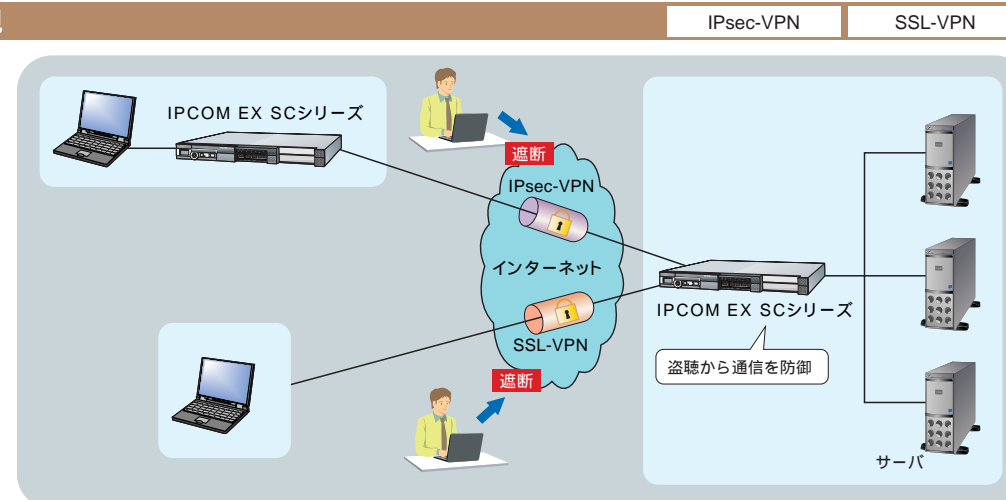 IPsec-VPN
SSL-VPN
IPCOM EX SCシリーズ
遮断
IPsec-VPN
インターネット
SSL-VPN
遮断
IPCOM EX SCシリーズ
盗聴から通信を防御
サーバ